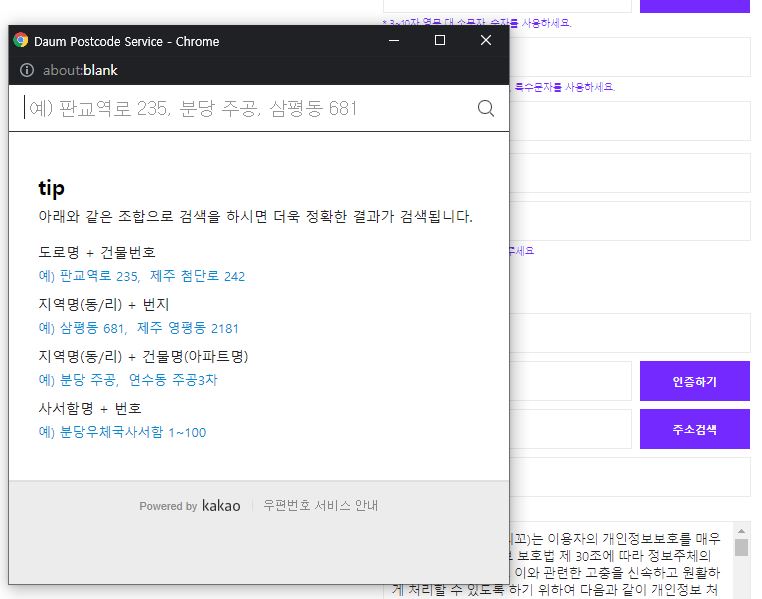 * 3~10자 영문 대 소문자, 숫자를 사용하세요.
Daum Postcode Service - Chrome
about:blank
예) 판교역로 235, 분당 주공, 삼평동 681
특수문자를 사용하세요.
tip
아래와 같은 조합으로 검색을 하시면 더욱 정확한 결과가 검색됩니다.
도로명 + 건물번호
예) 판교역로 235, 제주 첨단로 242
지역명(동/리) + 번지
예) 삼평동 681, 제주 영평동 2181
지역명(동/리) + 건물명(아파트명)
예) 분당 주공, 연수동 주공3차
사서함명 + 번호
예) 분당우체국사서함 1~100
Powered by kakao
우편번호 서비스 안내
인증하기
주소검색
는 이용자의 개인정보보호를 매우
보호법 제 30조에 따라 정보주체의
이와 관련한 고충을 신속하고 원활하
게 처리할 수 있도록 하기 위하여 다음과 같이 개인정보 처